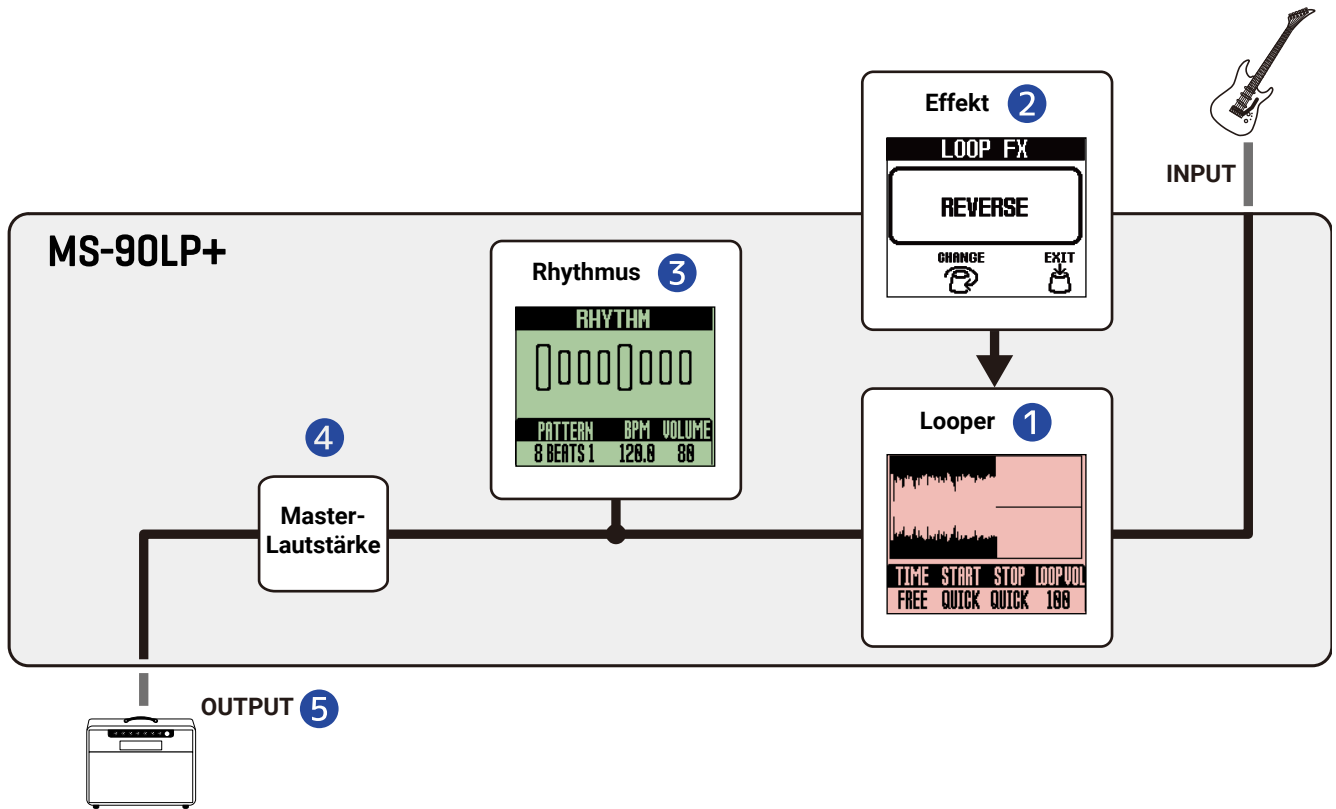 Effekt 2
LOOP FX
REVERSE
CHANGE EXIT
INPUT
MS-90LP+
Rhythmus 3
RHYTHM
PATTERN BPM VOLUME
8 BEATS 1 120.0 80
Looper 1
TIME START STOP LOOPVOL
FREE QUICK QUICK 100
4
Master-
Lautstärke
OUTPUT 5